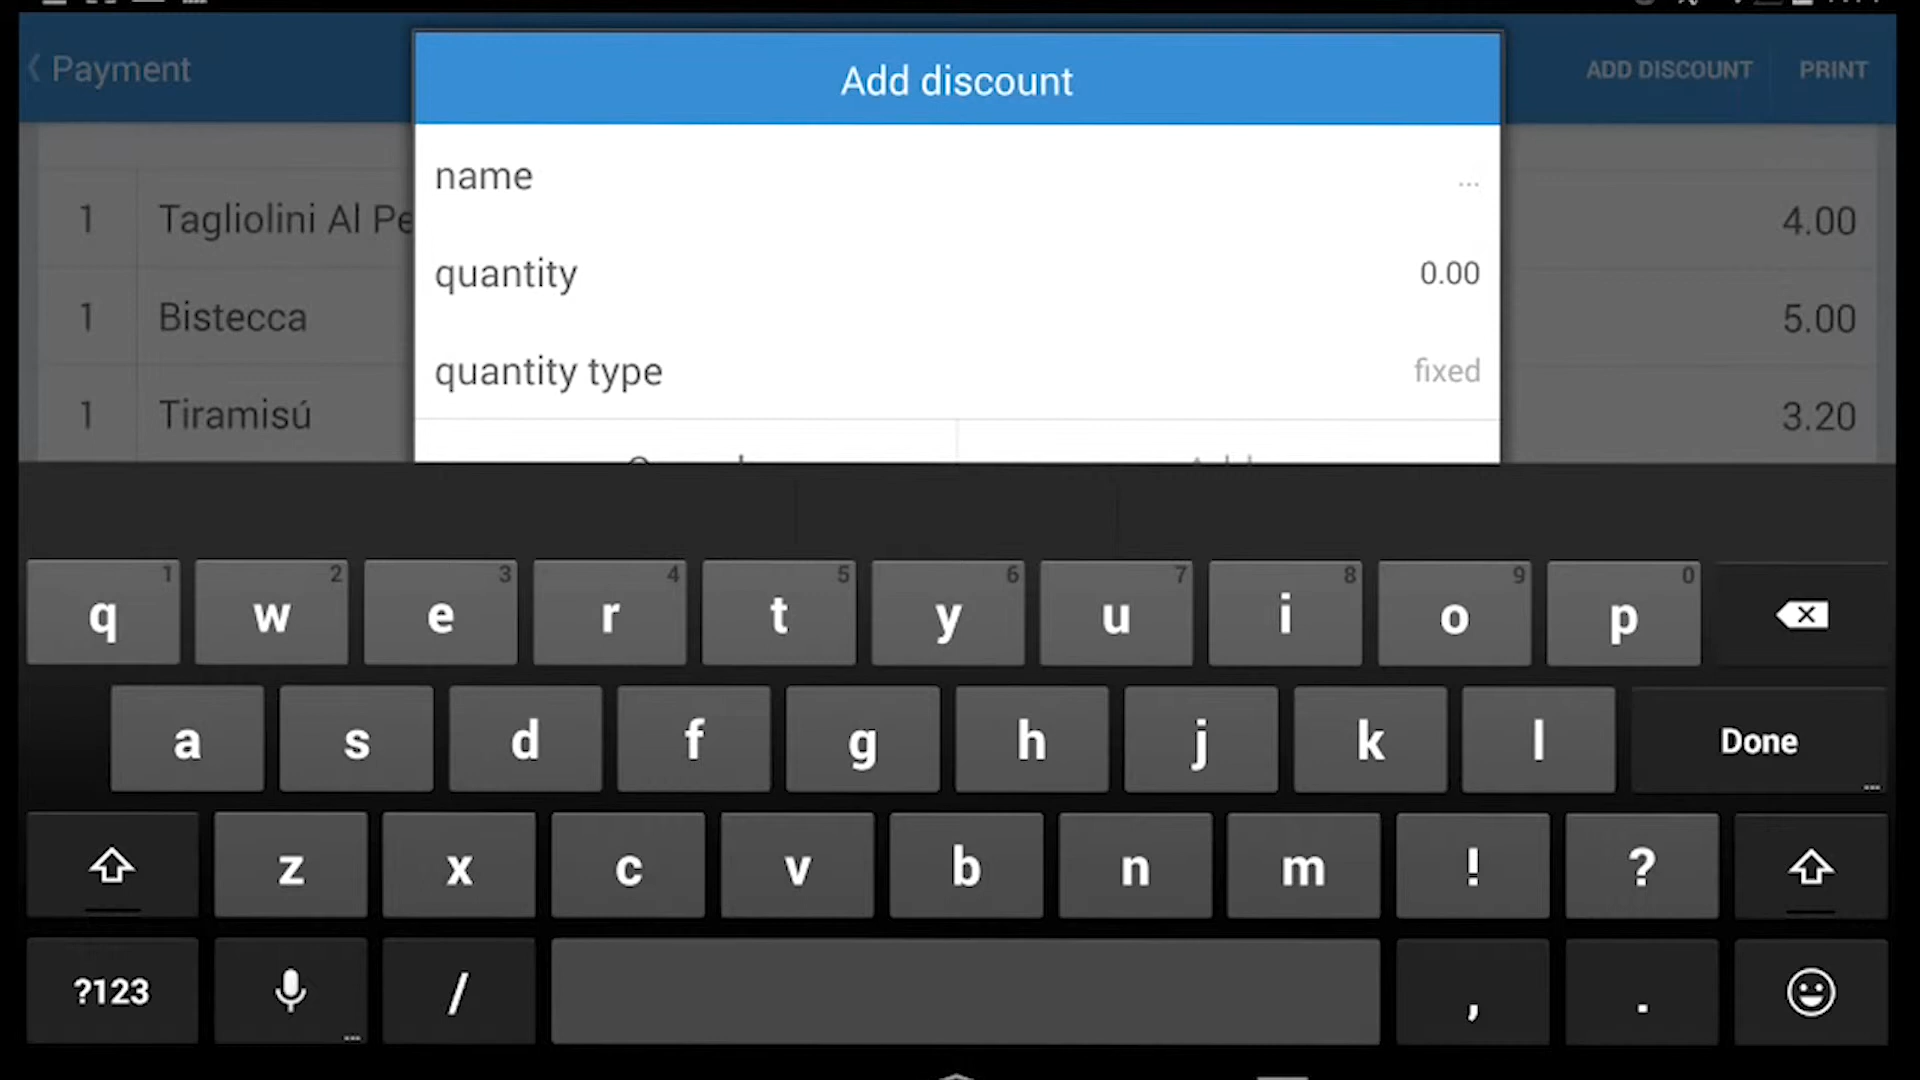 Payment
Add discount
ADD DISCOUNT
PRINT
name
...
1
Tagliolini Al Pe
4.00
quantity
0.00
1
Bistecca
5.00
quantity type
fixed
1
Tiramisú
3.20
1 2 3 4 5 6 7 8 9 0
q w e r t y u i o p
a s d f g h j k l Done
...
z x c v b n m ! ?
?123 / , .
...